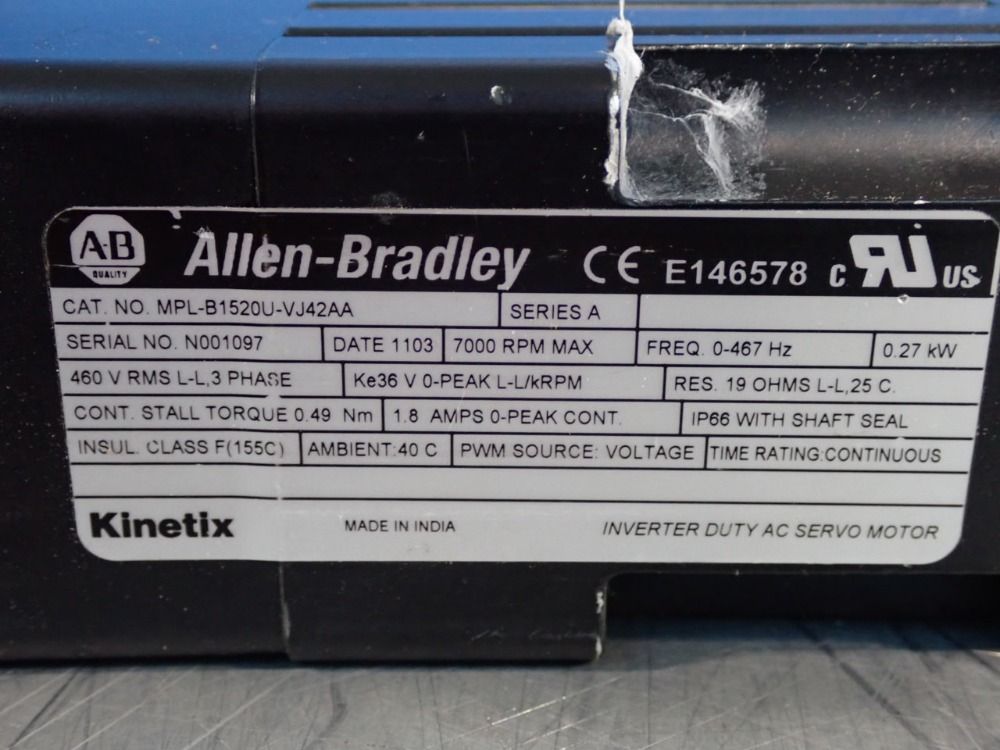 A-B QUALITY Allen-Bradley CE E146578 c RU US
CAT. NO. MPL-B1520U-VJ42AA SERIES A
SERIAL NO. N001097 DATE 1103 7000 RPM MAX FREQ. 0-467 Hz 0.27 kW
460 V RMS L-L,3 PHASE Ke36 V 0-PEAK L-L/kRPM RES. 19 OHMS L-L,25 C.
CONT. STALL TORQUE 0.49 Nm 1.8 AMPS 0-PEAK CONT. IP66 WITH SHAFT SEAL
INSUL. CLASS F(155C) AMBIENT:40 C PWM SOURCE: VOLTAGE TIME RATING:CONTINUOUS
Kinetix MADE IN INDIA INVERTER DUTY AC SERVO MOTOR